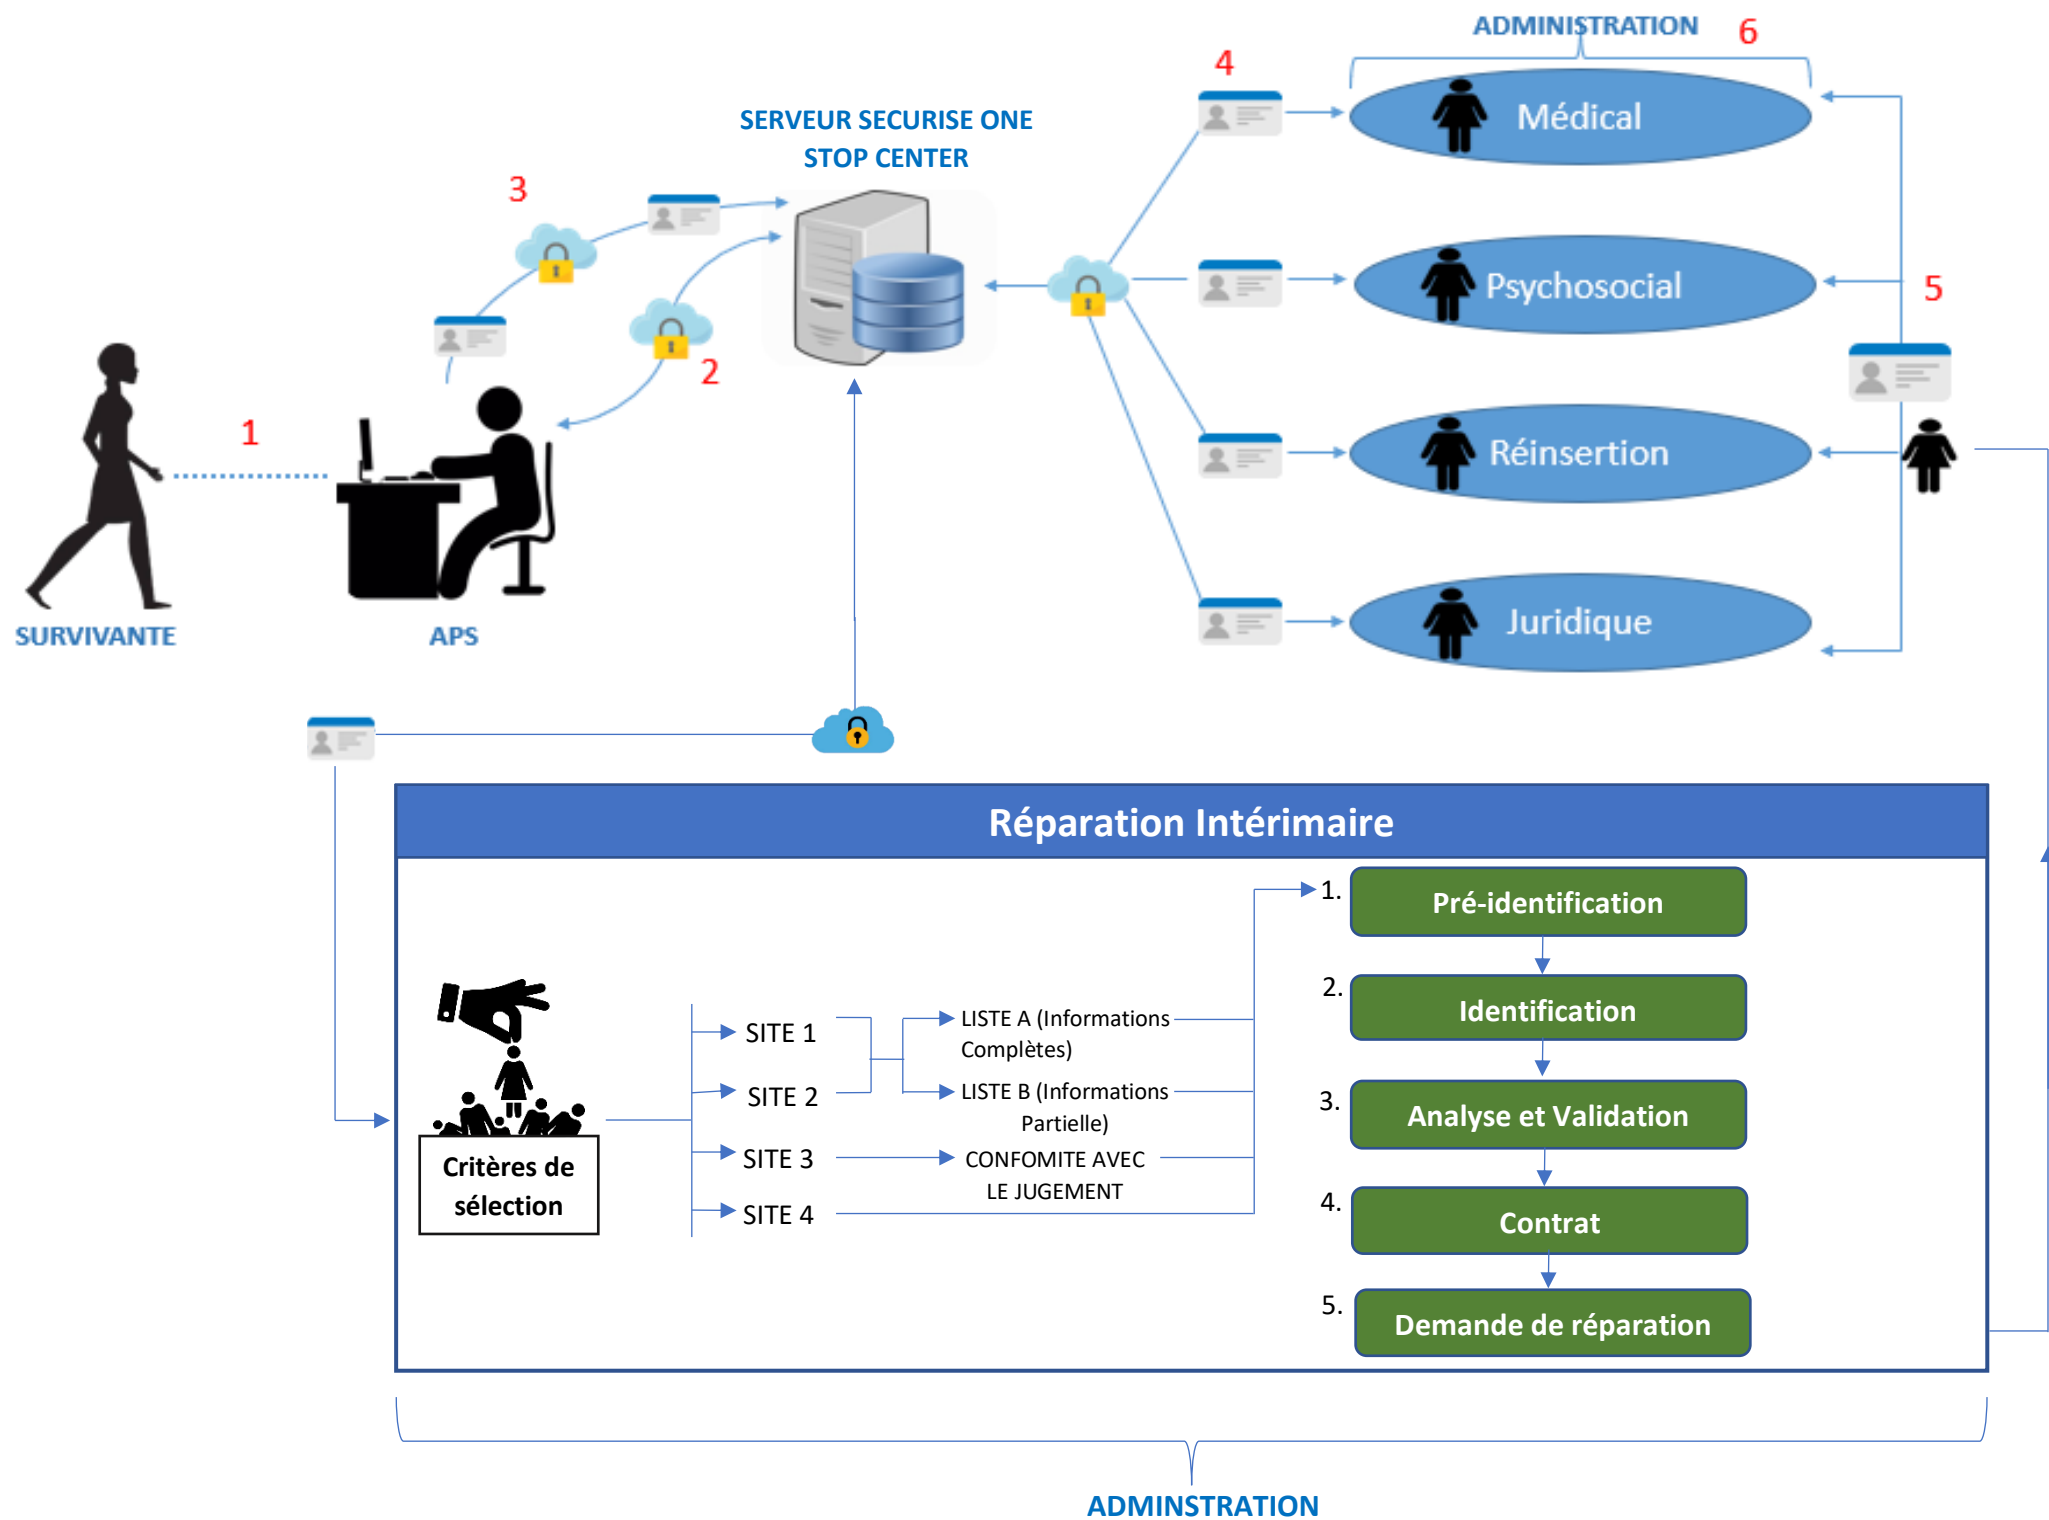 ADMINISTRATION
6
4
Médical
SERVEUR SECURISE ONE
STOP CENTER
3
Psychosocial
5
2
1
Réinsertion
Juridique
SURVIVANTE
APS
Réparation Intérimaire
1.
Pré-identification
2.
Identification
SITE 1
LISTE A (Informations
Complètes)
SITE 2
LISTE B (Informations
Partielle)
3.
Analyse et Validation
Critères de
sélection
SITE 3
CONFOMITE AVEC
LE JUGEMENT
SITE 4
4.
Contrat
5.
Demande de réparation
ADMINSTRATION